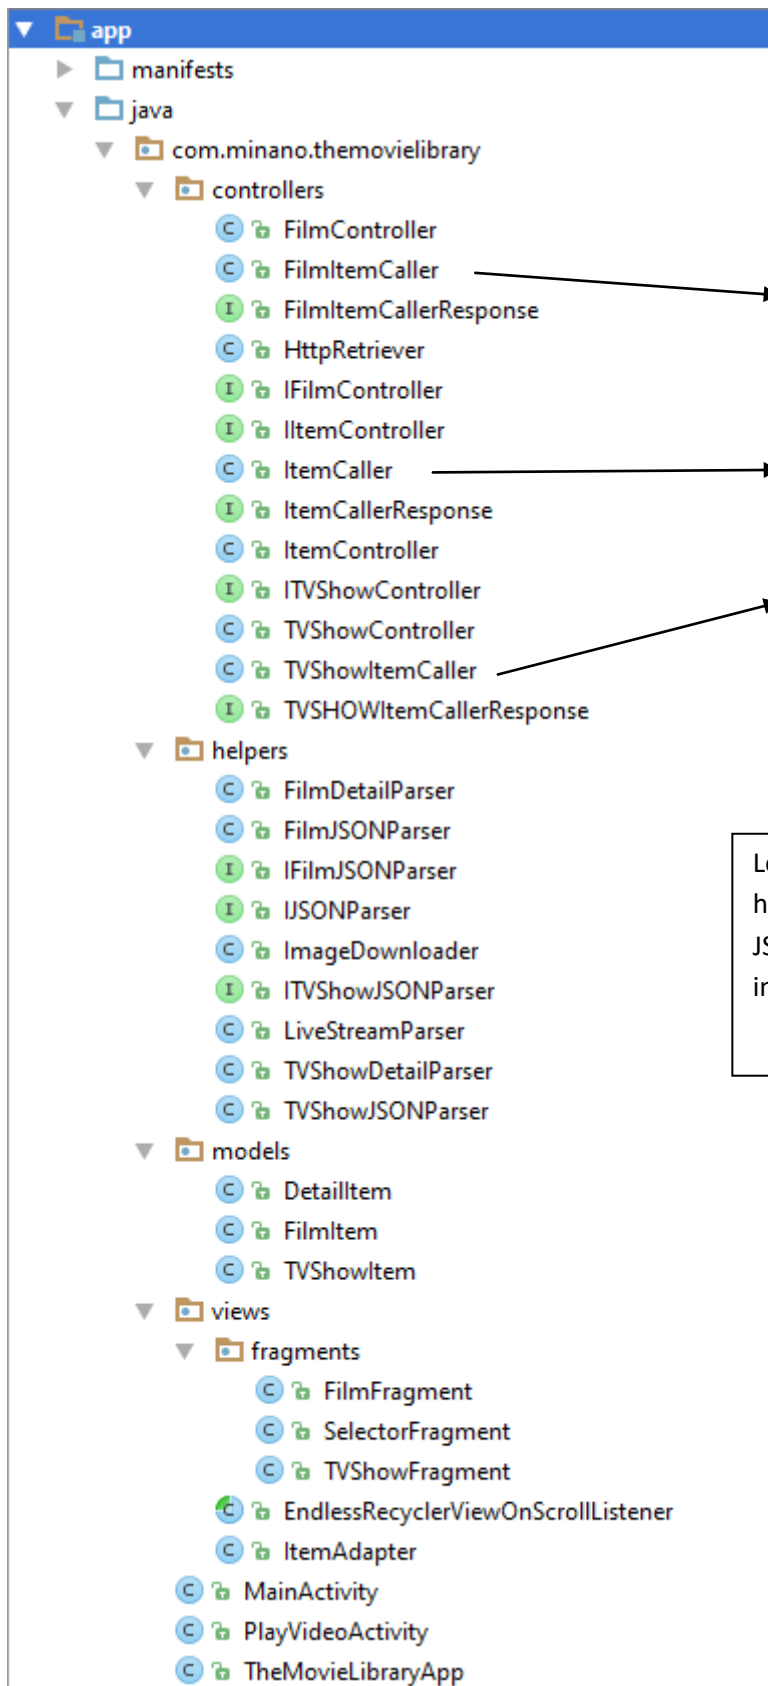 app
manifests
java
com.minano.themovielibrary
controllers
FilmController
FilmItemCaller
FilmItemCallerResponse
HttpRetriever
IFilmController
IItemController
ItemCaller
ItemCallerResponse
ItemController
ITVShowController
TVShowController
TVShowItemCaller
TVSHOWItemCallerResponse
helpers
FilmDetailParser
FilmJSONParser
IFilmJSONParser
IJSONParser
ImageDownloader
ITVShowJSONParser
LiveStreamParser
TVShowDetailParser
TVShowJSONParser
models
DetailItem
FilmItem
TVShowItem
views
fragments
FilmFragment
SelectorFragment
TVShowFragment
EndlessRecyclerViewOnScrollListener
ItemAdapter
MainActivity
PlayVideoActivity
TheMovieLibraryApp